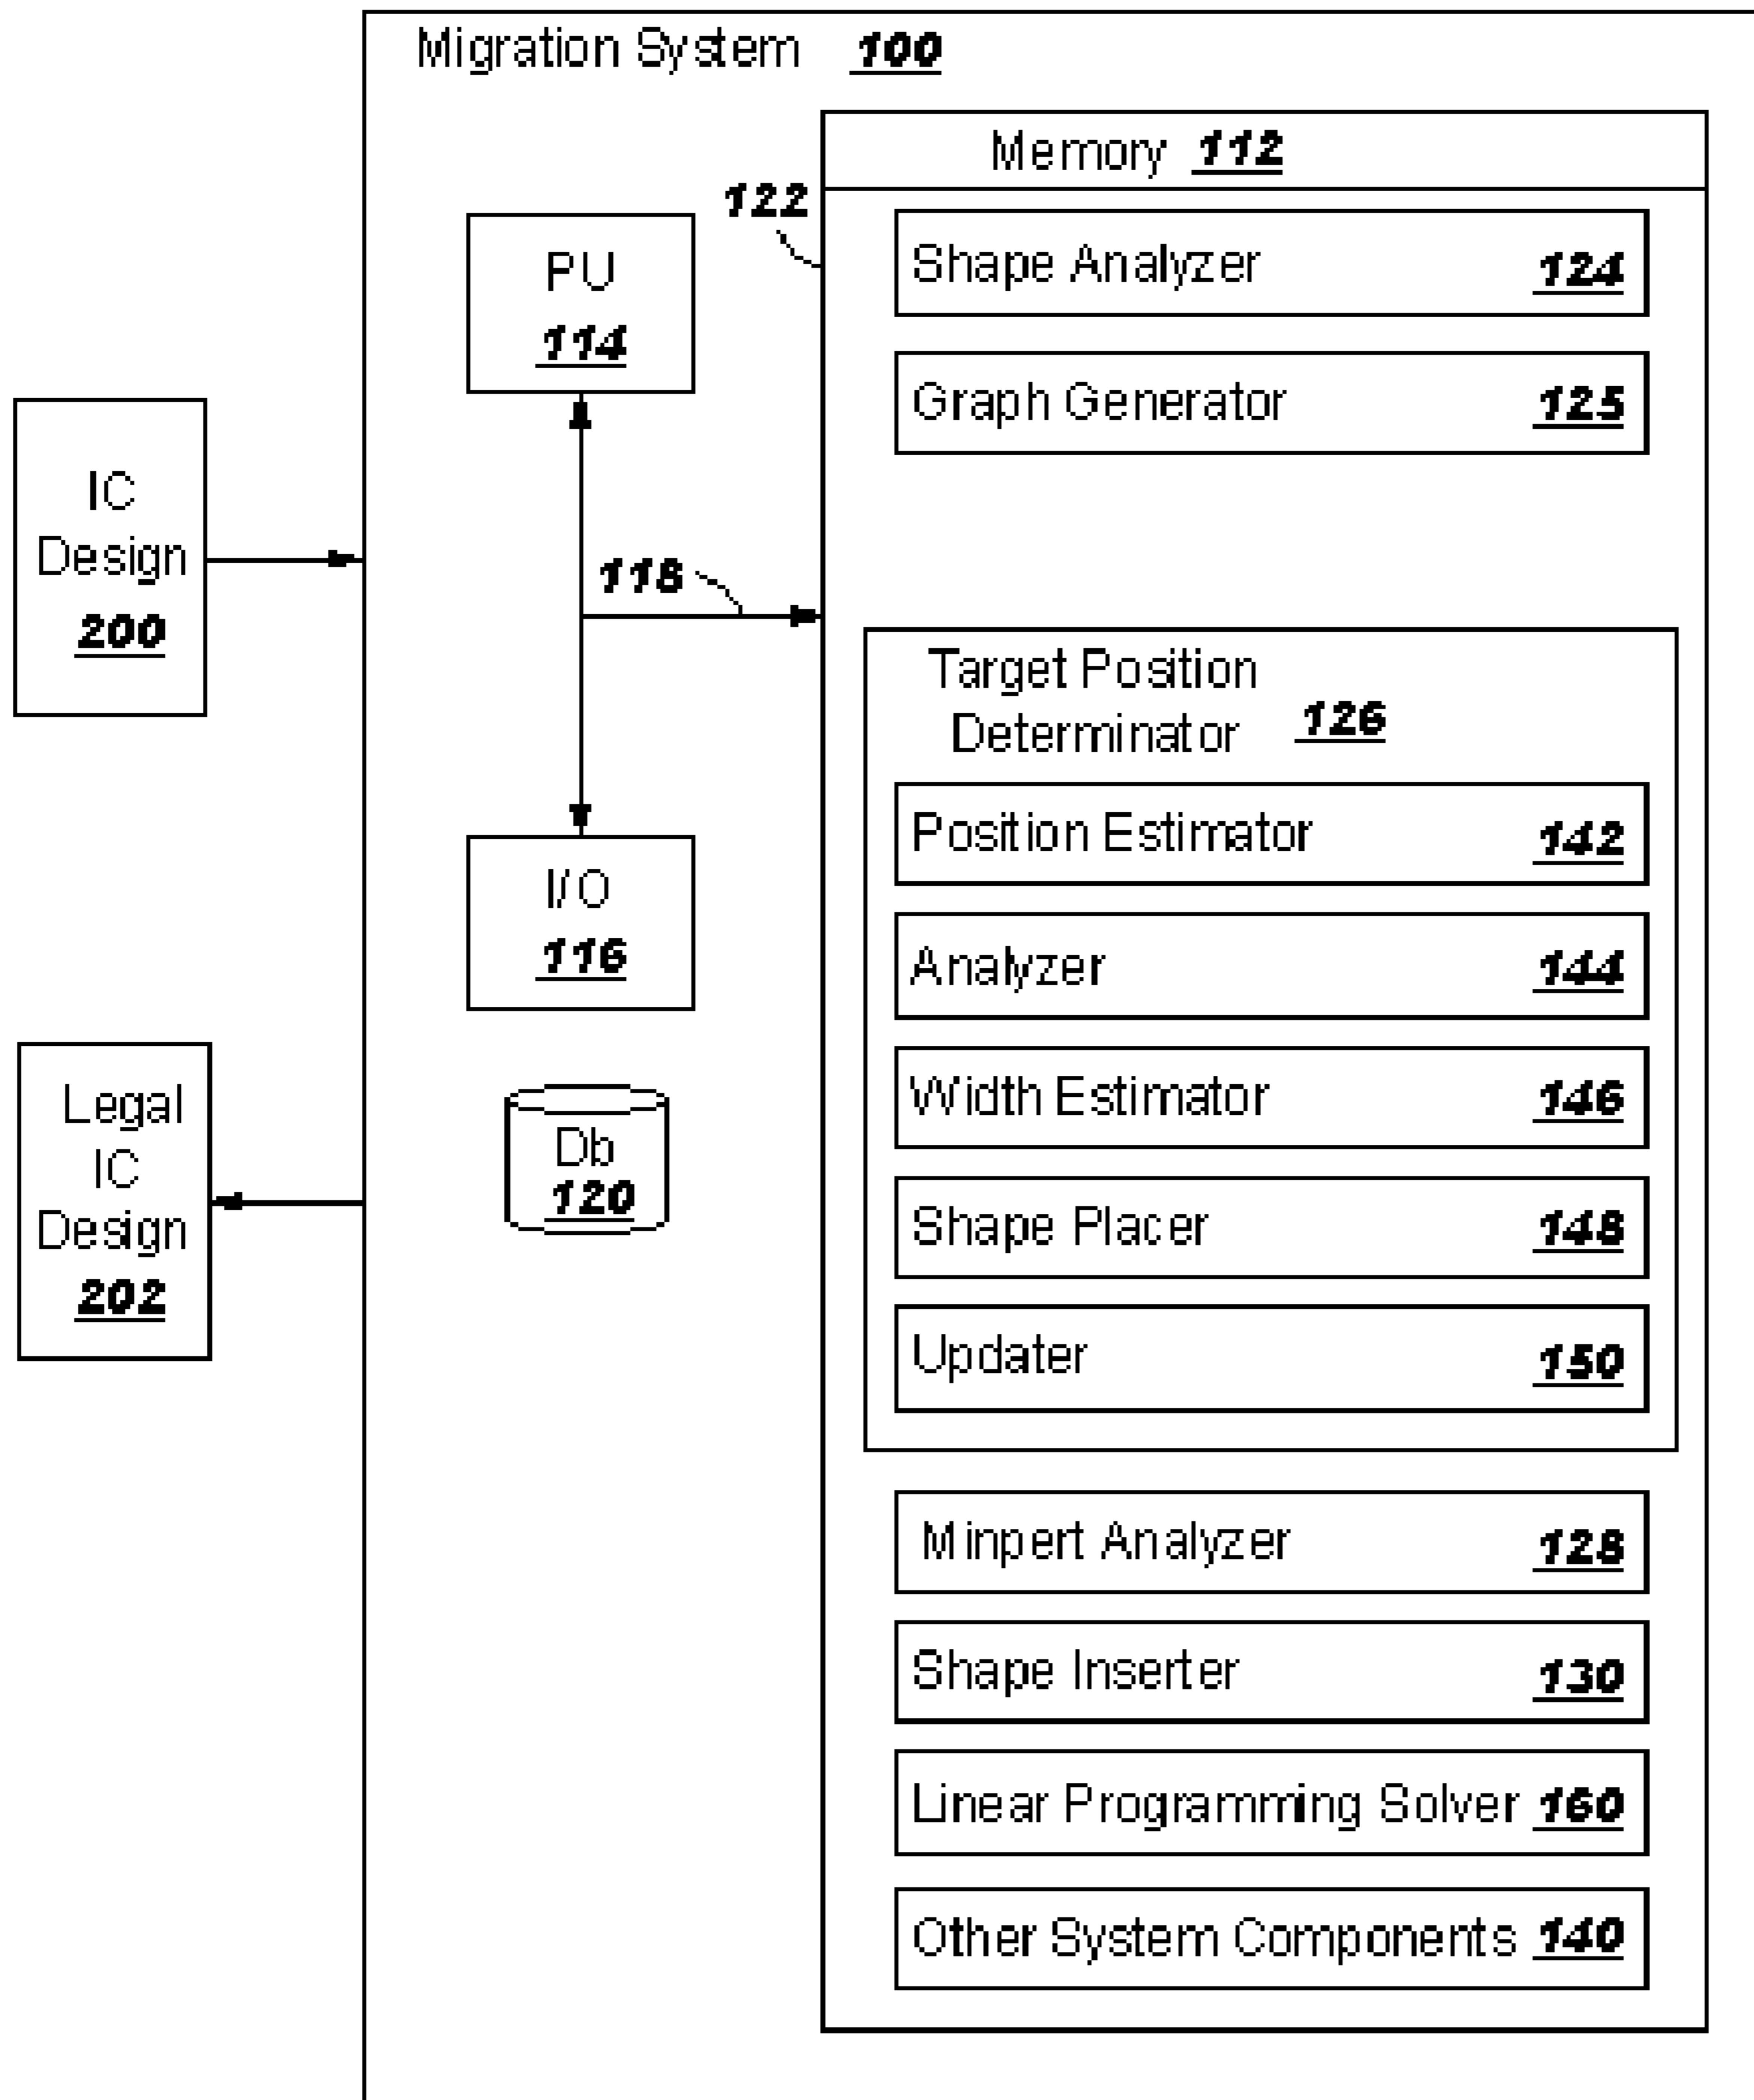 Migration System 100
Memory 112
122
Shape Analyzer 124
PU
114
Graph Generator 125
IC
Design
200
118
Target Position
Determinator 126
Position Estimator 142
I/O
116
Analyzer 144
Width Estimator 146
Legal
IC
Design
202
Db
120
Shape Placer 148
Updater 150
Minpert Analyzer 128
Shape Inserter 130
Linear Programming Solver 160
Other System Components 140